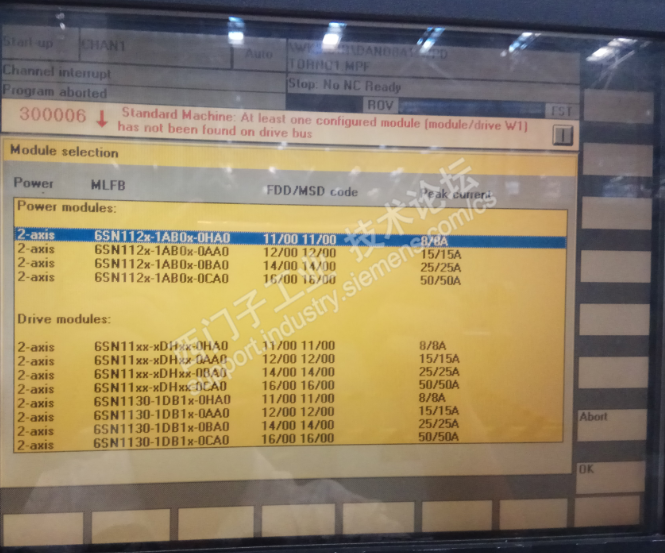 Start-up
CHAN1
Auto
TORNO1.MPF
Channel interrupt
Program aborted
Stop: No NC Ready
ROV
FST
300006 ↓ Standard Machine: At least one configured module (module/drive W1)
has not been found on drive bus
Module selection
Power MLFB FDD/MSD code Peak current
Power modules:
2-axis 6SN112x-1AB0x-0HA0 11/00 11/00 8/8A
2-axis 6SN112x-1AB0x-0AA0 12/00 12/00 15/15A
2-axis 6SN112x-1AB0x-0BA0 14/00 14/00 25/25A
2-axis 6SN112x-1AB0x-0CA0 16/00 16/00 50/50A
Drive modules:
2-axis 6SN11xx-xDHxx-0HA0 11/00 11/00 8/8A
2-axis 6SN11xx-xDHxx-0AA0 12/00 12/00 15/15A
2-axis 6SN11xx-xDHxx-0BA0 14/00 14/00 25/25A
2-axis 6SN11xx-xDHxx-0CA0 16/00 16/00 50/50A
2-axis 6SN1130-1DB1x-0HA0 11/00 11/00 8/8A
2-axis 6SN1130-1DB1x-0AA0 12/00 12/00 15/15A
2-axis 6SN1130-1DB1x-0BA0 14/00 14/00 25/25A
2-axis 6SN1130-1DB1x-0CA0 16/00 16/00 50/50A
Abort
OK
西门子工业 技术论坛
support.industry.siemens.com/cs